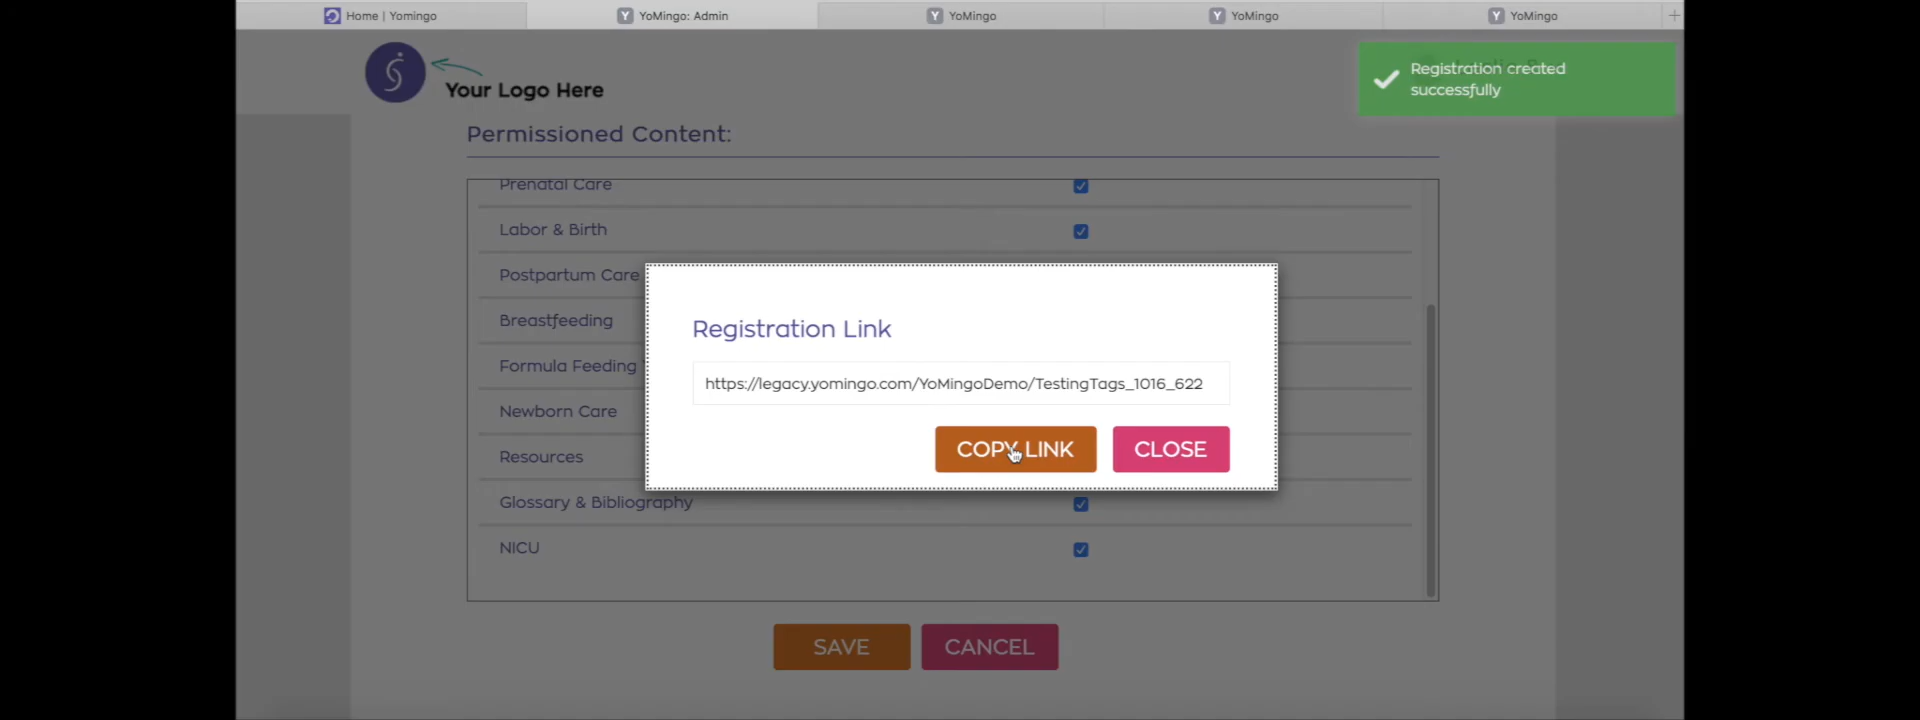 Home | Yomingo
YoMingo: Admin
YoMingo
YoMingo
YoMingo
Your Logo Here
Registration created
successfully
Permissioned Content:
Prenatal Care
Labor & Birth
Postpartum Care
Breastfeeding
Formula Feeding
Newborn Care
Resources
Glossary & Bibliography
NICU
Registration Link
https://legacy.yomingo.com/YoMingoDemo/TestingTags_1016_622
COPY LINK
CLOSE
SAVE
CANCEL